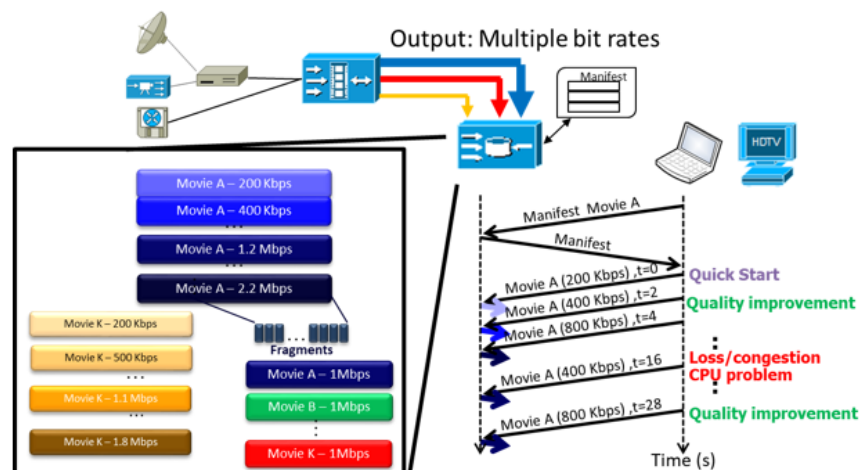 Output: Multiple bit rates
Manifest
HDTV
Movie A – 200 Kbps
Movie A – 400 Kbps
...
Movie A – 1.2 Mbps
...
Movie A – 2.2 Mbps
...
Fragments
Movie K – 200 Kbps
Movie K – 500 Kbps
...
Movie K – 1.1 Mbps
...
Movie K – 1.8 Mbps
Movie A – 1Mbps
Movie B – 1Mbps
Movie K – 1Mbps
Manifest Movie A
Manifest
Movie A (200 Kbps) ,t=0
Quick Start
Movie A (400 Kbps) ,t=2
Quality improvement
Movie A (800 Kbps) ,t=4
Loss/congestion
CPU problem
Movie A (400 Kbps) ,t=16
Movie A (800 Kbps) ,t=28
Quality improvement
Time (s)